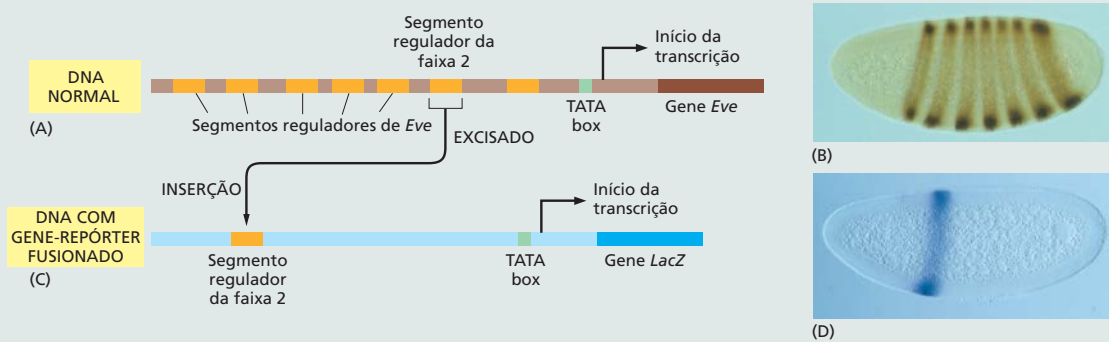 Segmento
regulador da
faixa 2
Início da
transcrição
DNA
NORMAL
TATA
box
Gene Eve
Segmentos reguladores de Eve
(A)
EXCISADO
(B)
INSERÇÃO
Início da
transcrição
DNA COM
GENE-REPÓRTER
FUSIONADO
(C)
Segmento
regulador
da faixa 2
TATA
box
Gene LacZ
(D)